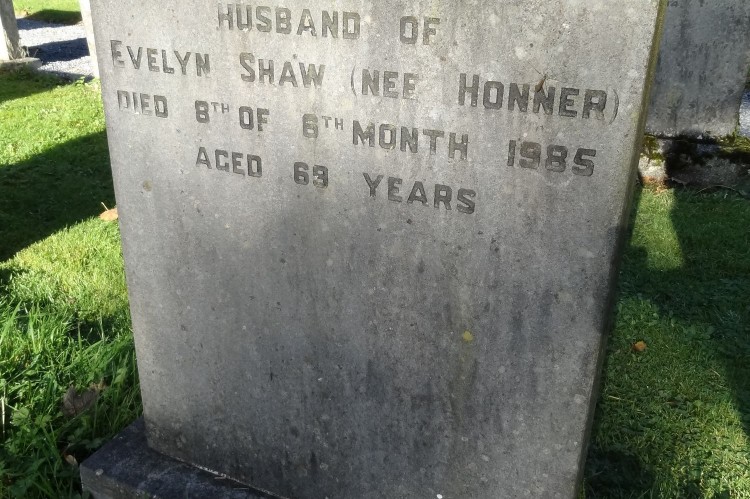 HUSBAND OF
EVELYN SHAW (NEE HONNER)
DIED 8TH OF 6TH MONTH 1985
AGED 69 YEARS